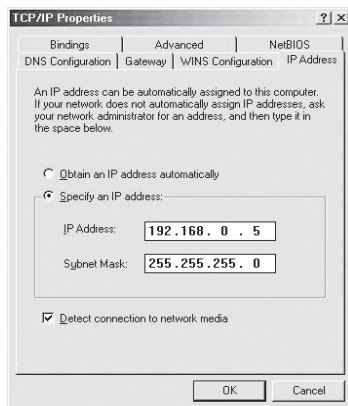 TCP/IP Properties
? X
Bindings Advanced NetBIOS
DNS Configuration Gateway WINS Configuration IP Address
An IP address can be automatically assigned to this computer.
If your network does not automatically assign IP addresses, ask
your network administrator for an address, and then type it in
the space below.
Obtain an IP address automatically
Specify an IP address:
IP Address: 192.168. 0 . 5
Subnet Mask: 255.255.255. 0
Detect connection to network media
OK Cancel